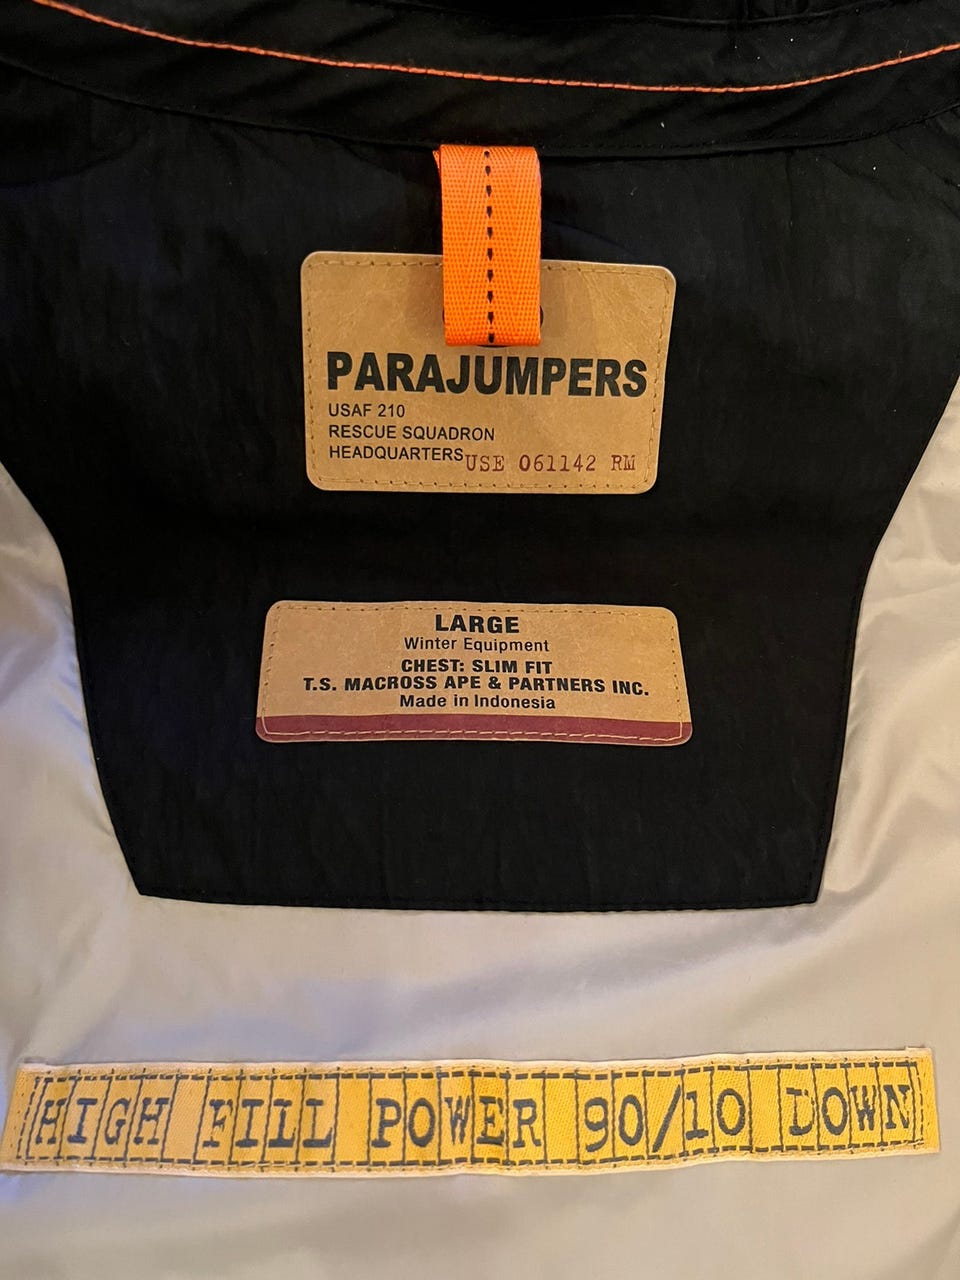 PARAJUMPERS
USAF 210
RESCUE SQUADRON
HEADQUARTERS USE 061142 RM
LARGE
Winter Equipment
CHEST: SLIM FIT
T.S. MACROSS APE & PARTNERS INC.
Made in Indonesia
HIGH FILL POWER 90/10 DOWN